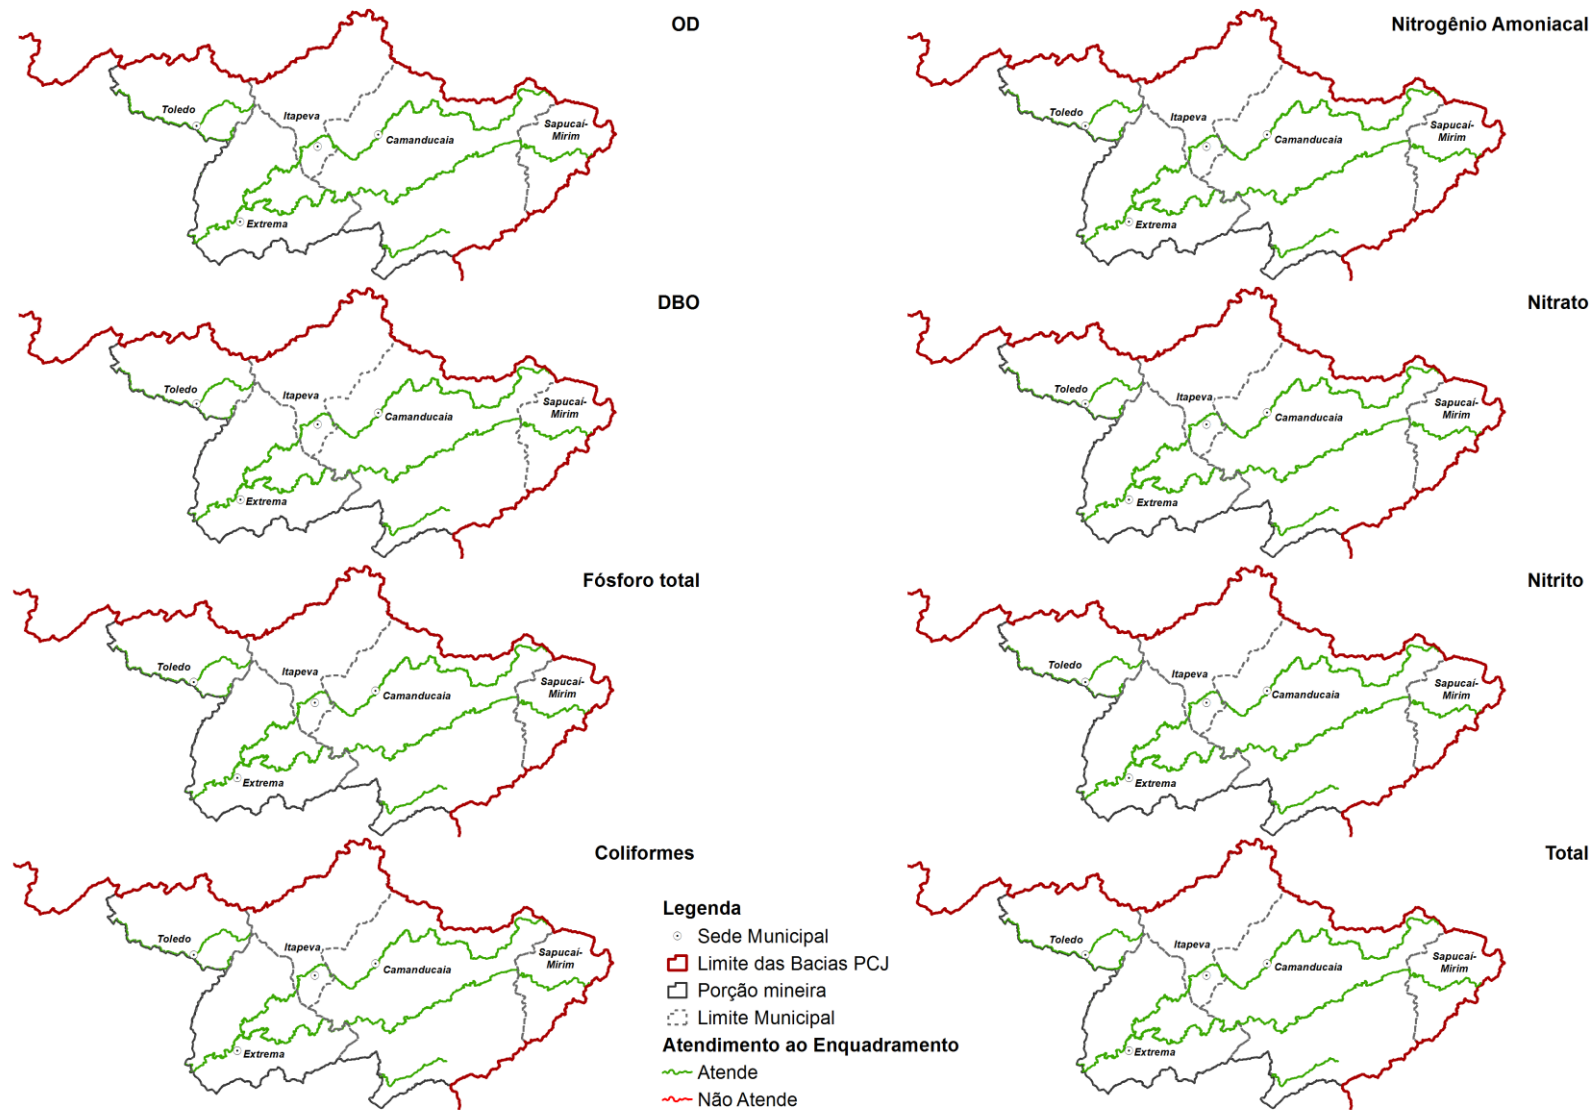 OD
Toledo
Itapeva
Camanducaia
Sapucaí-
Mirim
Extrema
Nitrogênio Amoniacal
Toledo
Itapeva
Camanducaia
Sapucaí-
Mirim
Extrema
DBO
Toledo
Itapeva
Camanducaia
Sapucaí-
Mirim
Extrema
Nitrato
Toledo
Itapeva
Camanducaia
Sapucaí-
Mirim
Extrema
Fósforo total
Toledo
Itapeva
Camanducaia
Sapucaí-
Mirim
Extrema
Nitrito
Toledo
Itapeva
Camanducaia
Sapucaí-
Mirim
Extrema
Coliformes
Toledo
Itapeva
Camanducaia
Sapucaí-
Mirim
Extrema
Legenda
Sede Municipal
Limite das Bacias PCJ
Porção mineira
Limite Municipal
Atendimento ao Enquadramento
Atende
Não Atende
Total
Toledo
Itapeva
Camanducaia
Sapucaí-
Mirim
Extrema